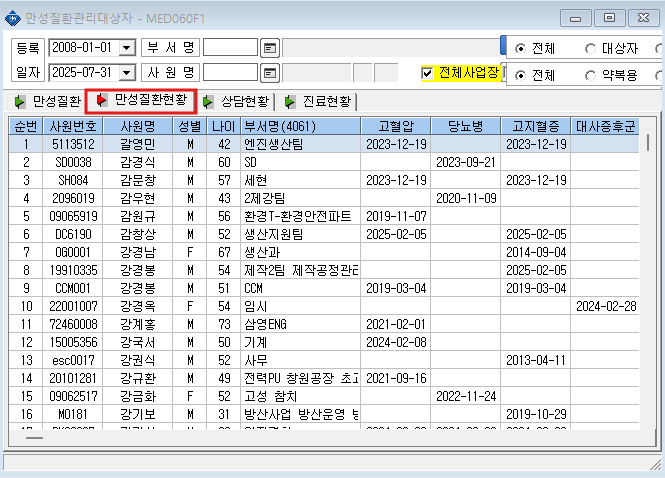 만성질환관리대상자 - MED060F1
등록 2008-01-01 부 서 명 전체 대상자
일자 2025-07-31 사 원 명 전체사업장 전체 약복용
만성질환 만성질환현황 상담현황 진료현황
순번 사원번호 사원명 성별 나이 부서명(4061) 고혈압 당뇨병 고지혈증 대사증후군
1 5113512 감영민 M 42 엔진생산팀 2023-12-19 2023-12-19
2 SD0038 감경식 M 60 SD 2023-09-21
3 SH084 감문창 M 57 세현 2023-12-19 2023-12-19
4 2096019 감우현 M 43 2제강팀 2020-11-09
5 09065919 감원규 M 56 환경T-환경안전파트 2019-11-07
6 DC6190 감창상 M 52 생산지원팀 2025-02-05 2025-02-05
7 0G0001 강경남 F 67 생산과 2014-09-04
8 19910335 강경봉 M 54 제작2팀 제작공정관리 2025-02-05
9 CCM001 강경봉 M 51 CCM 2019-03-04 2019-03-04
10 22001007 강경옥 F 54 임시 2024-02-28
11 72460008 강계홍 M 73 삼영ENG 2021-02-01
12 15005356 강국서 M 50 기계 2024-02-08
13 esc0017 강권식 M 52 사무 2013-04-11
14 20101281 강규환 M 49 전력PU 창원공장 초고 2021-09-16
15 09062517 강금화 F 52 고성 참치 2022-11-24
16 M0181 강기보 M 31 방산사업 방산운영 2019-10-29